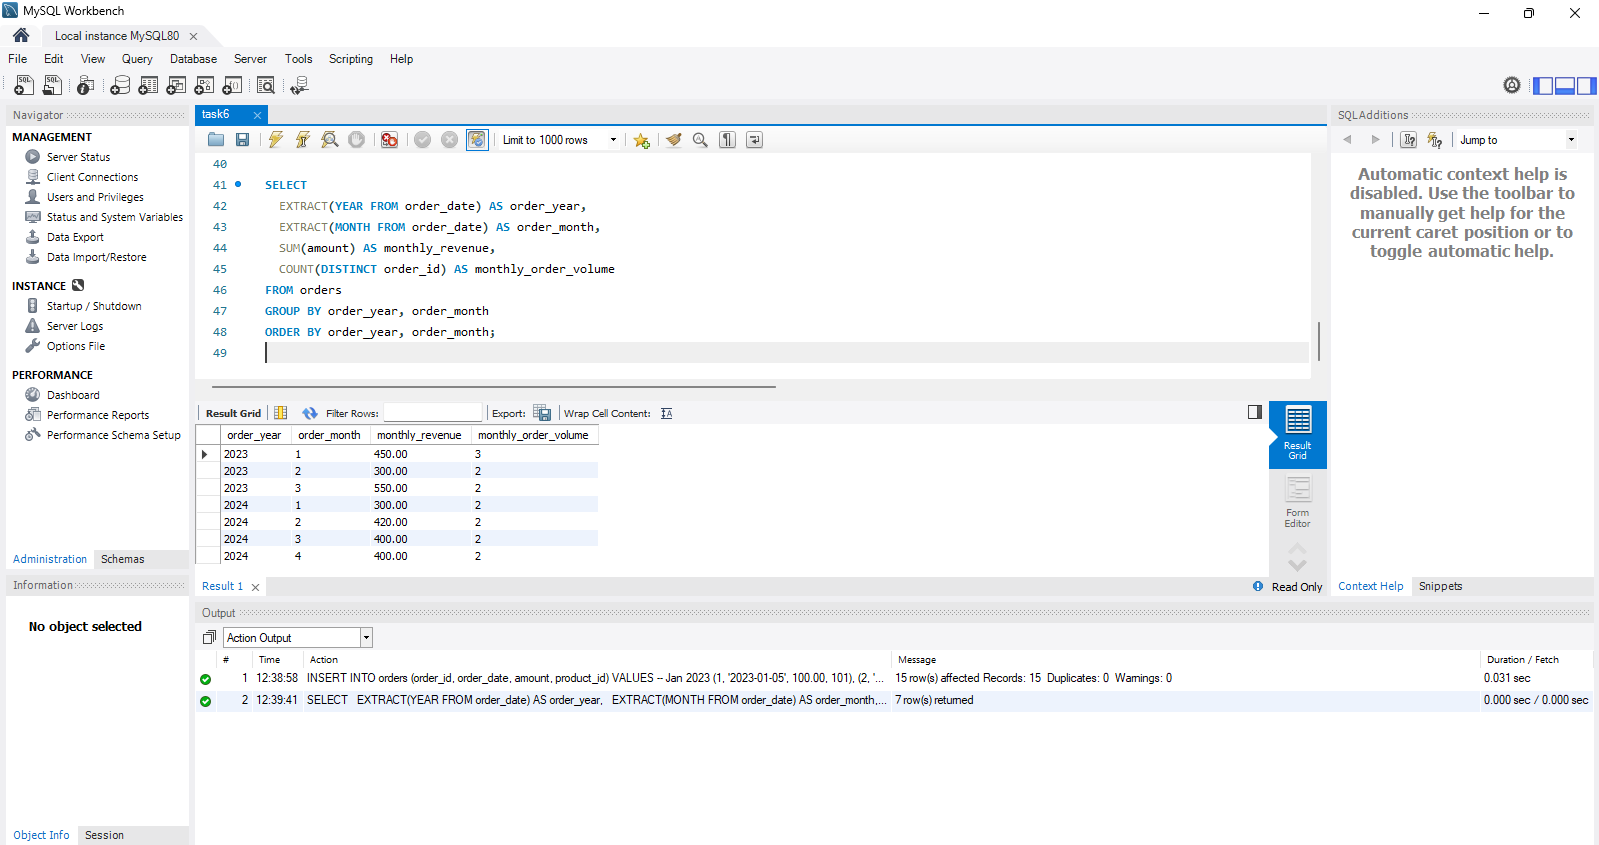 MySQL Workbench
Local instance MySQL80
File Edit View Query Database Server Tools Scripting Help
Navigator
MANAGEMENT
Server Status
Client Connections
Users and Privileges
Status and System Variables
Data Export
Data Import/Restore
INSTANCE
Startup / Shutdown
Server Logs
Options File
PERFORMANCE
Dashboard
Performance Reports
Performance Schema Setup
Administration Schemas
Information
No object selected
Object Info Session
task6
Limit to 1000 rows
40
41 SELECT
42 EXTRACT(YEAR FROM order_date) AS order_year,
43 EXTRACT(MONTH FROM order_date) AS order_month,
44 SUM(amount) AS monthly_revenue,
45 COUNT(DISTINCT order_id) AS monthly_order_volume
46 FROM orders
47 GROUP BY order_year, order_month
48 ORDER BY order_year, order_month;
49
Result Grid Filter Rows: Export: Wrap Cell Content:
order_year order_month monthly_revenue monthly_order_volume
2023 1 450.00 3
2023 2 300.00 2
2023 3 550.00 2
2024 1 300.00 2
2024 2 420.00 2
2024 3 400.00 2
2024 4 400.00 2
Result
Grid
Form
Editor
Result 1
Read Only
SQLAdditions
Jump to
Automatic context help is
disabled. Use the toolbar to
manually get help for the
current caret position or to
toggle automatic help.
Context Help Snippets
Output
Action Output
# Time Action Message Duration / Fetch
1 12:38:58 INSERT INTO orders (order_id, order_date, amount, product_id) VALUES -- Jan 2023 (1, '2023-01-05', 100.00, 101), (2, '... 15 row(s) affected Records: 15 Duplicates: 0 Warnings: 0 0.031 sec
2 12:39:41 SELECT EXTRACT(YEAR FROM order_date) AS order_year, EXTRACT(MONTH FROM order_date) AS order_month,... 7 row(s) returned 0.000 sec / 0.000 sec